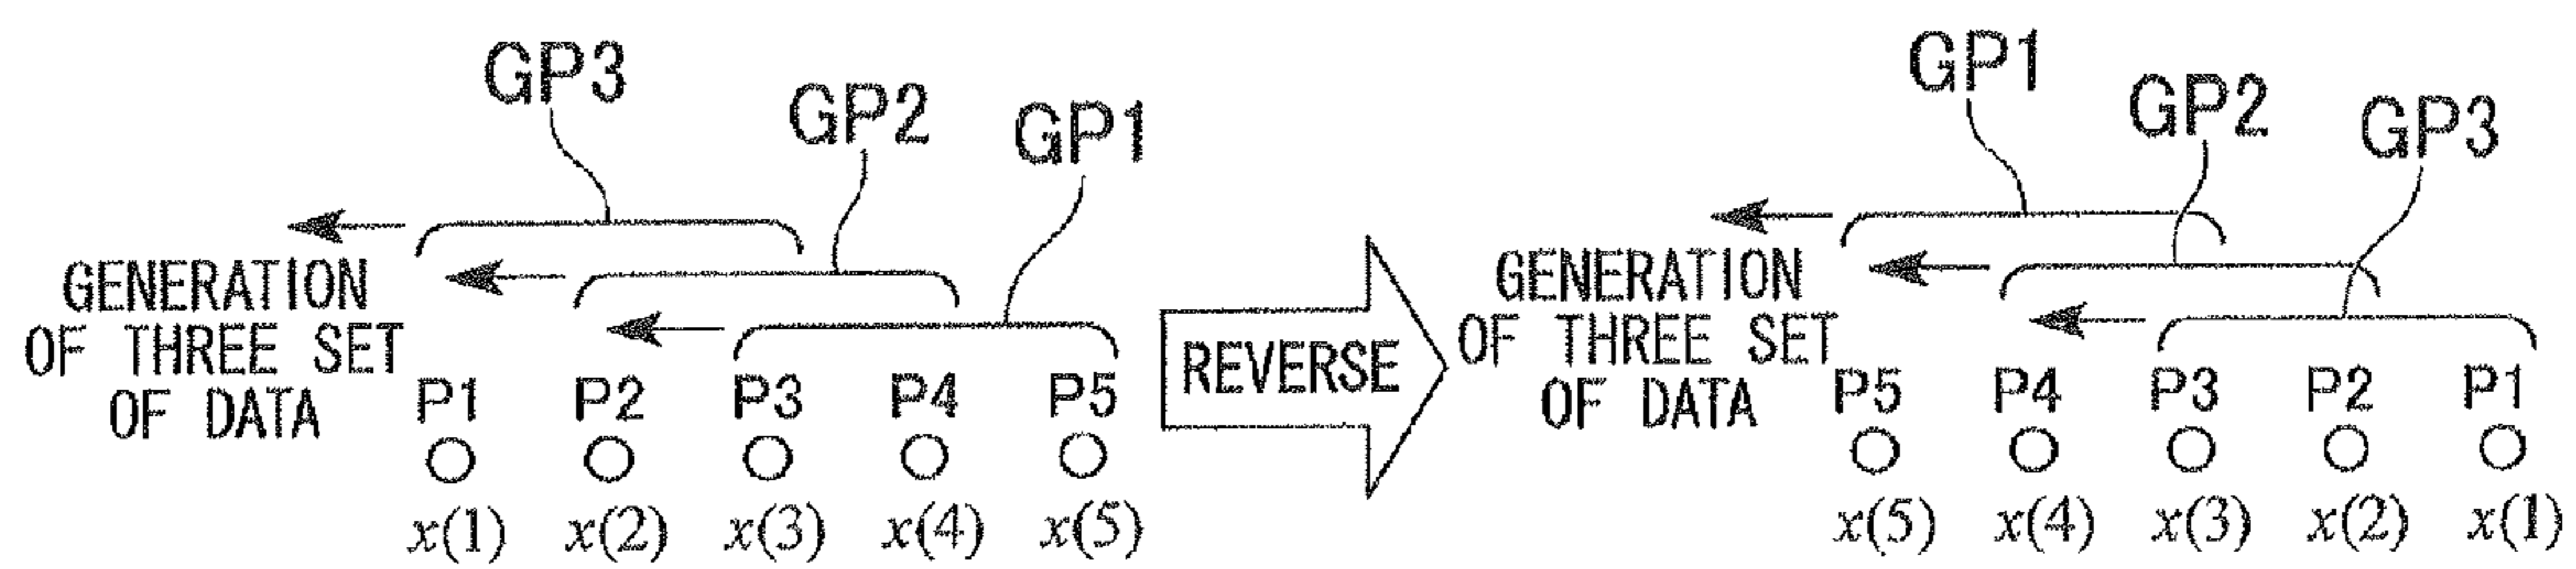 GP3
GP2
GP1
GENERATION
OF THREE SET
OF DATA
P1 P2 P3 P4 P5
x(1) x(2) x(3) x(4) x(5)
REVERSE
GP1
GP2
GP3
GENERATION
OF THREE SET
OF DATA
P5 P4 P3 P2 P1
x(5) x(4) x(3) x(2) x(1)